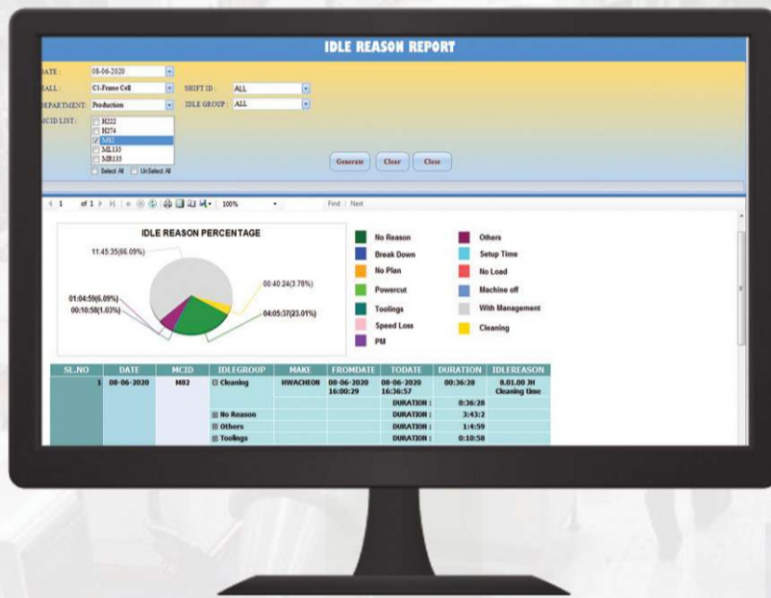 IDLE REASON REPORT
DATE : 08-06-2020
HALL : C1-Frame Cell SHIFT ID : ALL
DEPARTMENT: Production IDLE GROUP : ALL
MCID LIST : H222
H274
M82
ML135
MR135
Select All UnSelect All
Generate Clear Close
1 of 1 100% Find | Next
IDLE REASON PERCENTAGE
11:45:35(66.09%)
00:40:24(3.78%)
01:04:59(6.09%)
00:10:58(1.03%)
04:05:37(23.01%)
No Reason Others
Break Down Setup Time
No Plan No Load
Powercut Machine off
Toolings With Management
Speed Loss Cleaning
PM
SL.NO DATE MCID IDLEGROUP MAKE FROMDATE TODATE DURATION IDLEREASON
1 08-06-2020 M82 Cleaning HWACHEON 08-06-2020 16:00:29 08-06-2020 16:36:57 00:36:28 8.01.00 JH Cleaning time
DURATION : 0:36:28
No Reason DURATION : 3:43:2
Others DURATION : 1:4:59
Toolings DURATION : 0:10:58